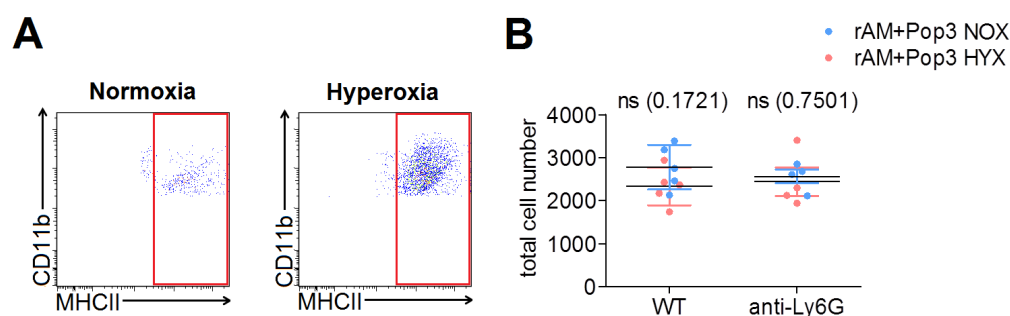 A
Normoxia
Hyperoxia
CD11b
MHCII
CD11b
MHCII
B
rAM+Pop3 NOX
rAM+Pop3 HYX
ns (0.1721)
ns (0.7501)
total cell number
4000
3000
2000
1000
0
WT
anti-Ly6G